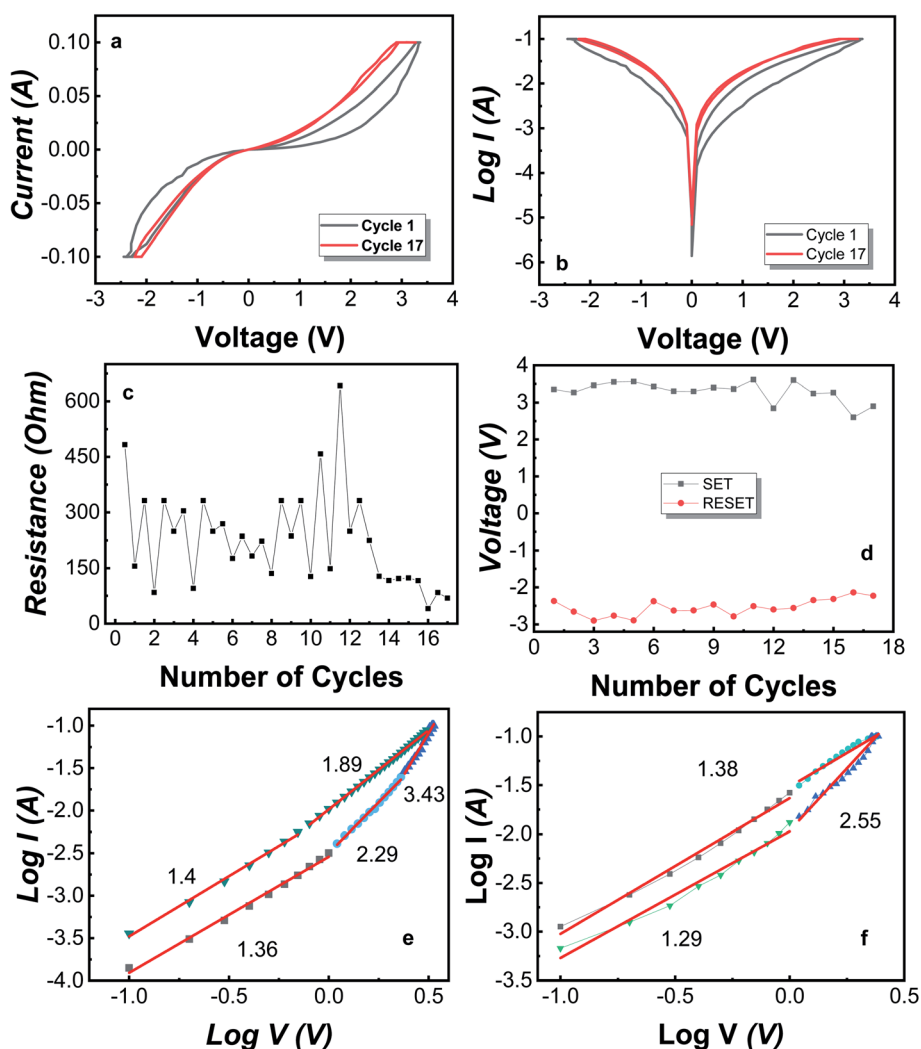 a
0.10
0.05
0.00
-0.05
-0.10
Current (A)
Cycle 1
Cycle 17
-3 -2 -1 0 1 2 3 4
Voltage (V)
-1
-2
-3
-4
-5
-6
Log I (A)
b
Cycle 1
Cycle 17
-3 -2 -1 0 1 2 3 4
Voltage (V)
c
600
450
300
150
0
Resistance (Ohm)
0 2 4 6 8 10 12 14 16
Number of Cycles
3
2
2
0
-1
-2
-3
Voltage (V)
SET
RESET
d
0 3 6 9 12 15 18
Number of Cycles
-1.0
-1.5
-2.0
-2.5
-3.0
-3.5
-4.0
Log I (A)
1.89
3.43
2.29
1.4
1.36
e
-1.0 -0.5 0.0 0.5
Log V (V)
-1.0
-1.5
-2.0
-2.5
-3.0
-3.5
Log I (A)
1.38
2.55
1.29
f
-1.0 -0.5 0.0 0.5
Log V (V)